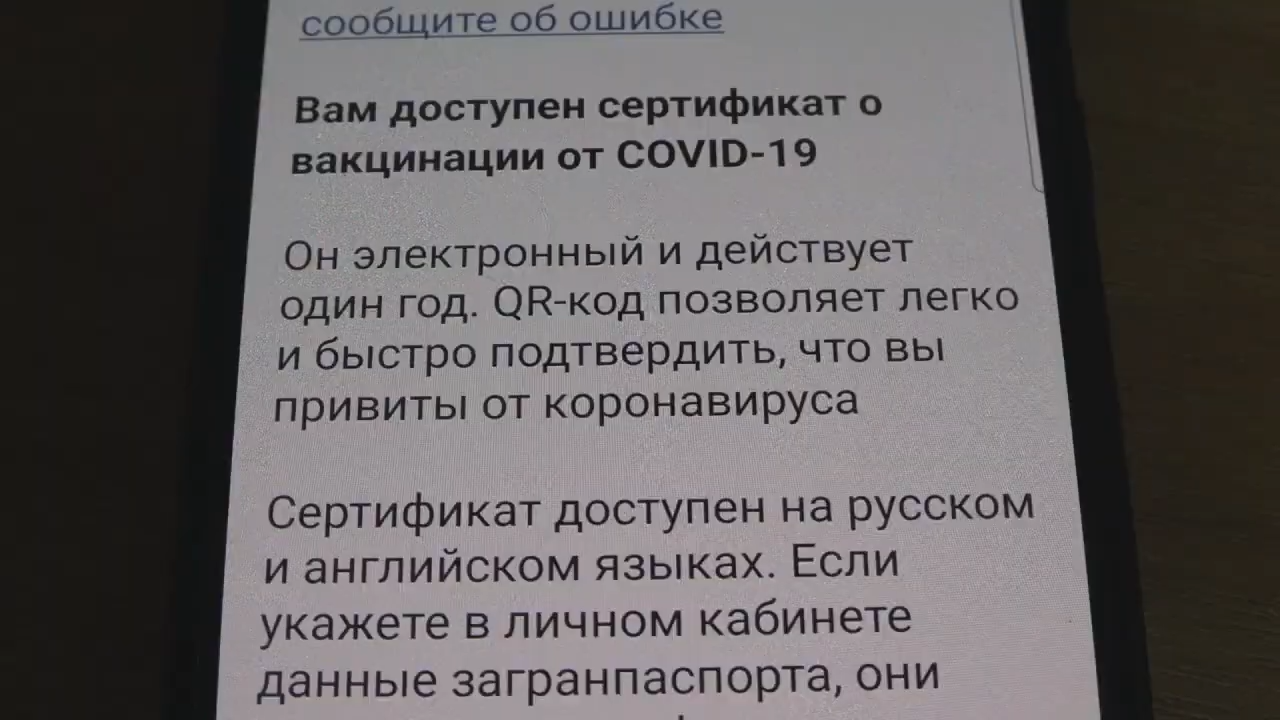 сообщите об ошибке
Вам доступен сертификат о
вакцинации от COVID-19
Он электронный и действует
один год. QR-код позволяет легко
и быстро подтвердить, что вы
привиты от коронавируса
Сертификат доступен на русском
и английском языках. Если
укажете в личном кабинете
данные загранпаспорта, они